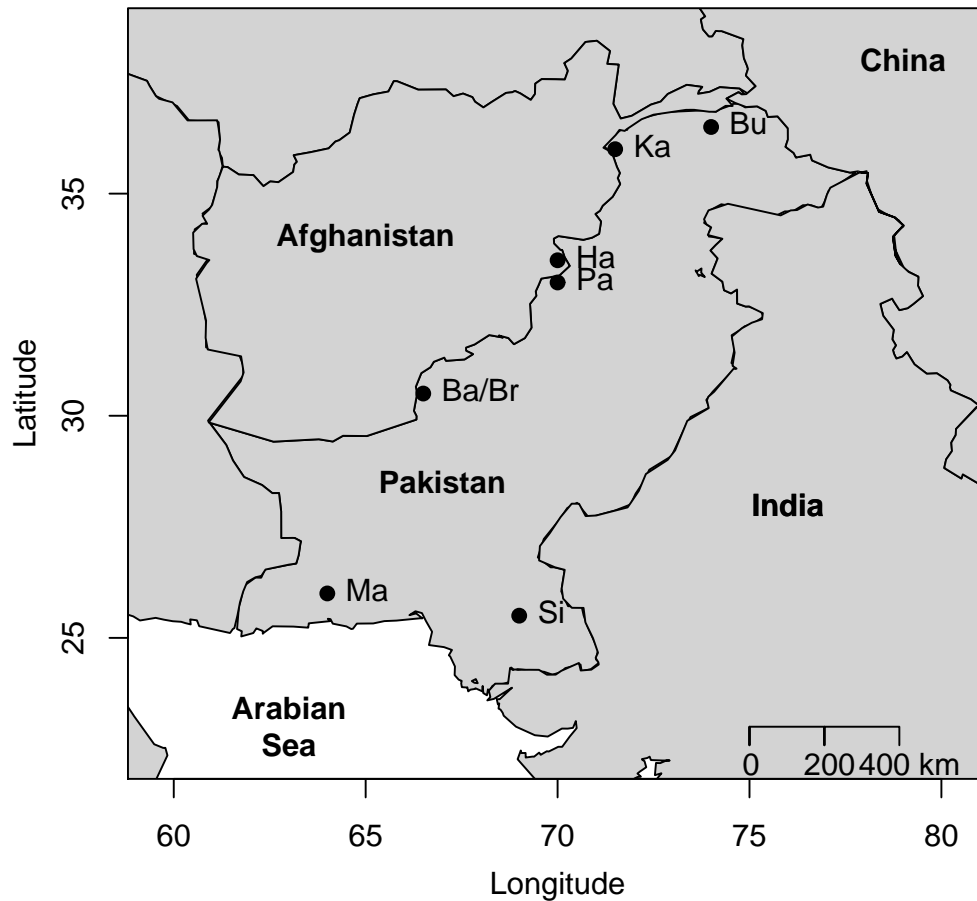 China
Bu
Ka
35
Afghanistan
Ha
Pa
Latitude
30
Ba/Br
Pakistan
India
Ma
Si
25
Arabian
Sea
0 200 400 km
60 65 70 75 80
Longitude